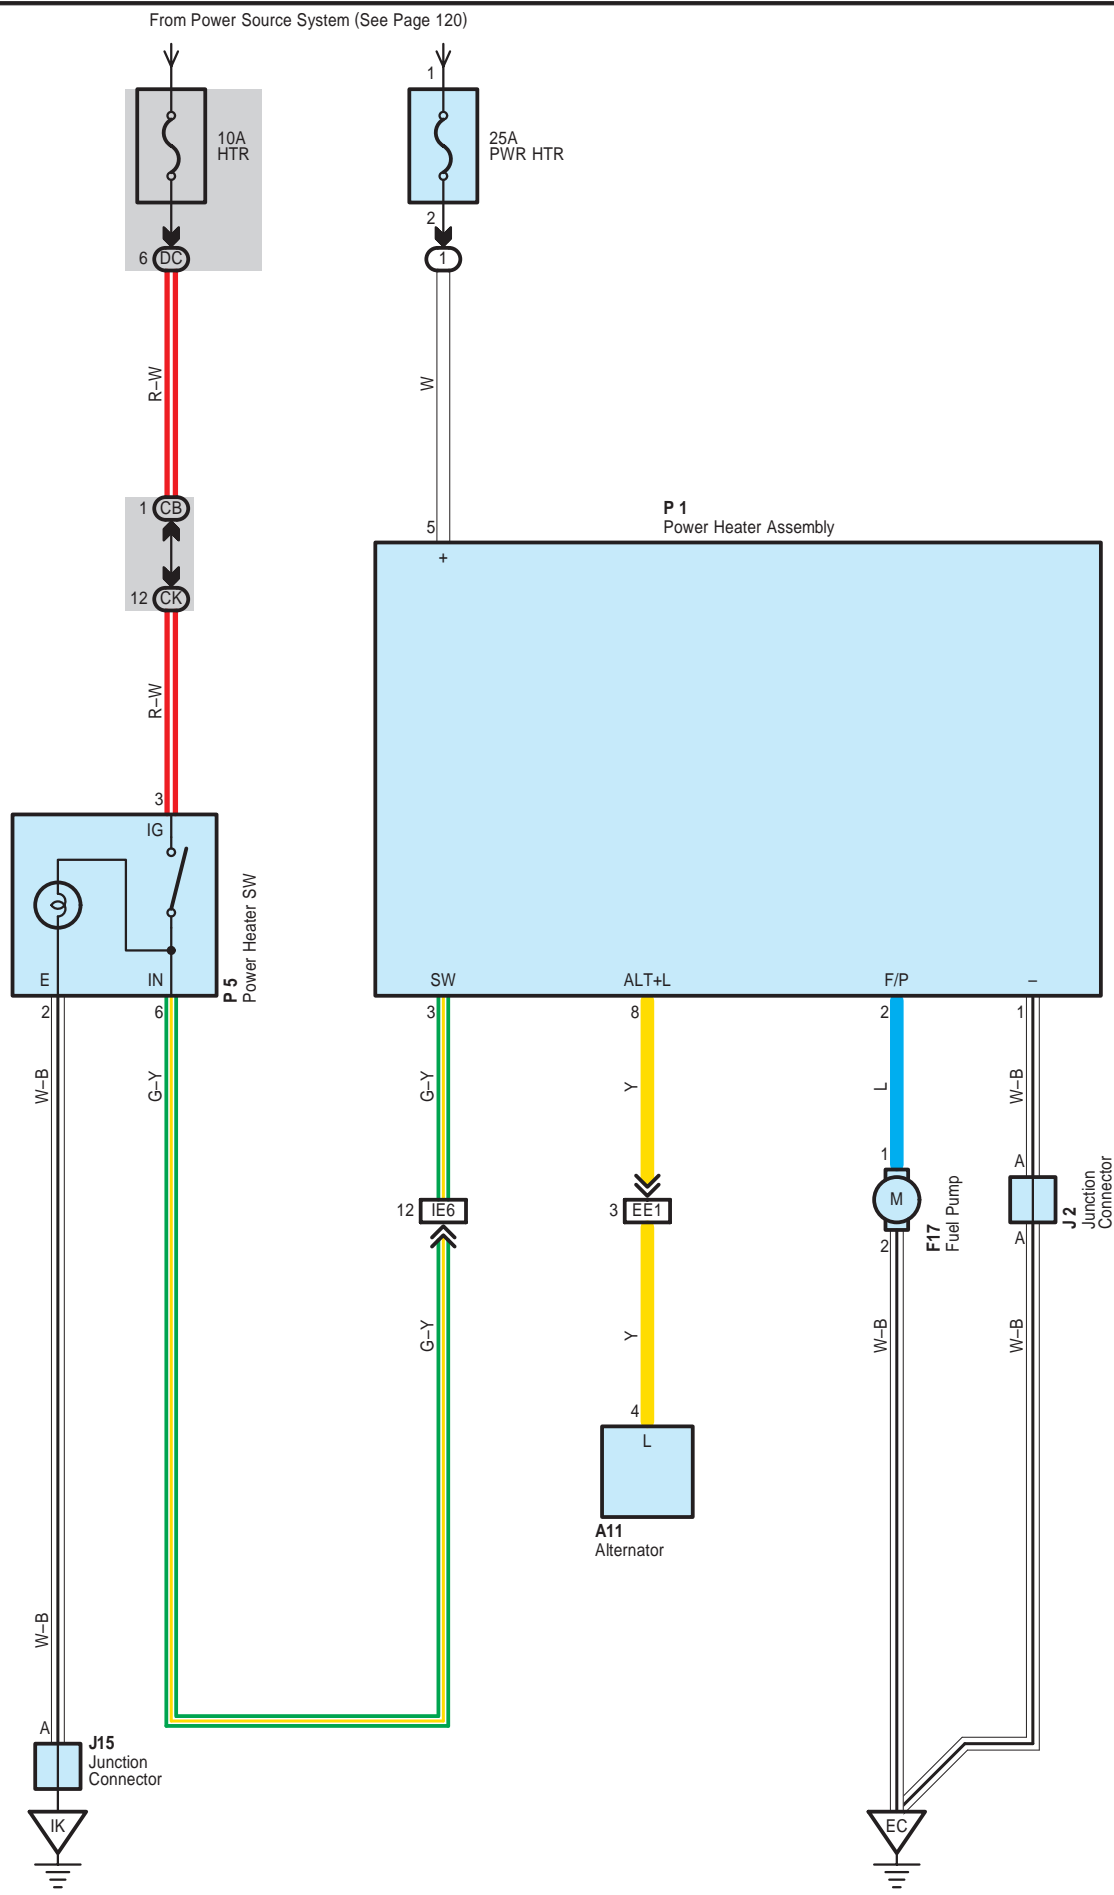 From Power Source System (See Page 120)
1
10A
HTR
25A
PWR HTR
2
6 DC
1
R–W
W
1 CB
5
P 1
Power Heater Assembly
+
12 CK
R–W
3
IG
P 5
Power Heater SW
E
IN
SW
ALT+L
F/P
–
2
6
3
8
2
1
W–B
G–Y
G–Y
Y
L
W–B
1
A
12 IE6
3 EE1
M
F17
Fuel Pump
J 2
Junction
Connector
2
A
G–Y
Y
W–B
W–B
4
L
A11
Alternator
W–B
A
J15
Junction
Connector
IK
EC